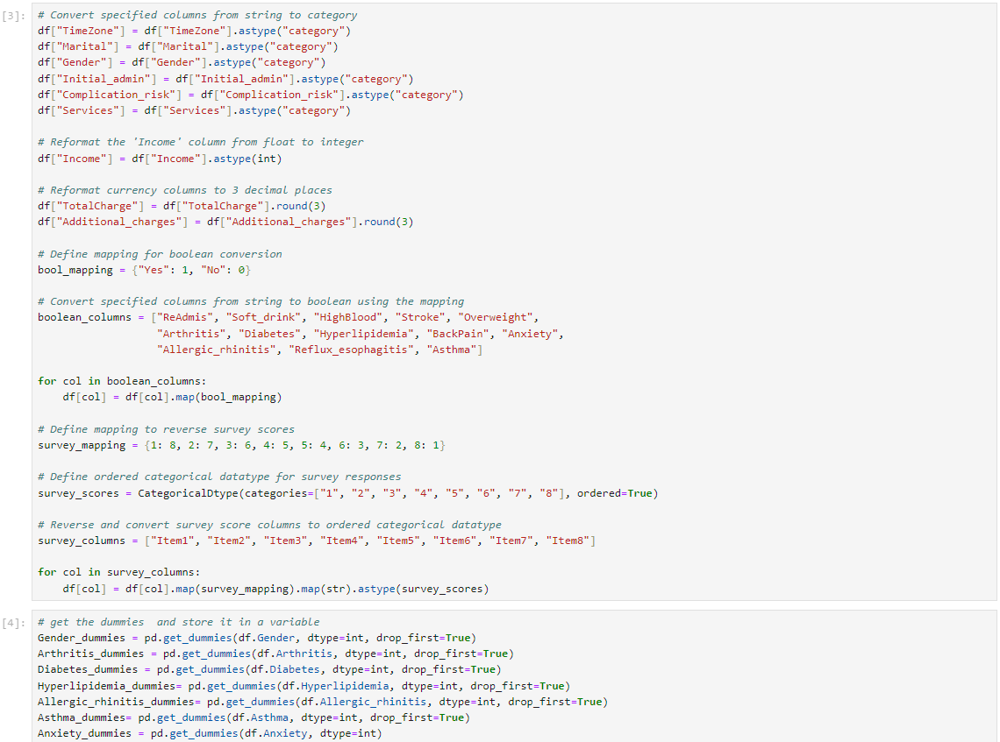 [3]:
# Convert specified columns from string to category
df["TimeZone"] = df["TimeZone"].astype("category")
df["Marital"] = df["Marital"].astype("category")
df["Gender"] = df["Gender"].astype("category")
df["Initial_admin"] = df["Initial_admin"].astype("category")
df["Complication_risk"] = df["Complication_risk"].astype("category")
df["Services"] = df["Services"].astype("category")

# Reformat the 'Income' column from float to integer
df["Income"] = df["Income"].astype(int)

# Reformat currency columns to 3 decimal places
df["TotalCharge"] = df["TotalCharge"].round(3)
df["Additional_charges"] = df["Additional_charges"].round(3)

# Define mapping for boolean conversion
bool_mapping = {"Yes": 1, "No": 0}

# Convert specified columns from string to boolean using the mapping
boolean_columns = ["ReAdmis", "Soft_drink", "HighBlood", "Stroke", "Overweight",
                   "Arthritis", "Diabetes", "Hyperlipidemia", "BackPain", "Anxiety",
                   "Allergic_rhinitis", "Reflux_esophagitis", "Asthma"]

for col in boolean_columns:
    df[col] = df[col].map(bool_mapping)

# Define mapping to reverse survey scores
survey_mapping = {1: 8, 2: 7, 3: 6, 4: 5, 5: 4, 6: 3, 7: 2, 8: 1}

# Define ordered categorical datatype for survey responses
survey_scores = CategoricalDtype(categories=["1", "2", "3", "4", "5", "6", "7", "8"], ordered=True)

# Reverse and convert survey score columns to ordered categorical datatype
survey_columns = ["Item1", "Item2", "Item3", "Item4", "Item5", "Item6", "Item7", "Item8"]

for col in survey_columns:
    df[col] = df[col].map(survey_mapping).map(str).astype(survey_scores)
[4]:
# get the dummies  and store it in a variable
Gender_dummies = pd.get_dummies(df.Gender, dtype=int, drop_first=True)
Arthritis_dummies = pd.get_dummies(df.Arthritis, dtype=int, drop_first=True)
Diabetes_dummies = pd.get_dummies(df.Diabetes, dtype=int, drop_first=True)
Hyperlipidemia_dummies= pd.get_dummies(df.Hyperlipidemia, dtype=int, drop_first=True)
Allergic_rhinitis_dummies= pd.get_dummies(df.Allergic_rhinitis, dtype=int, drop_first=True)
Asthma_dummies= pd.get_dummies(df.Asthma, dtype=int, drop_first=True)
Anxiety_dummies = pd.get_dummies(df.Anxiety, dtype=int)